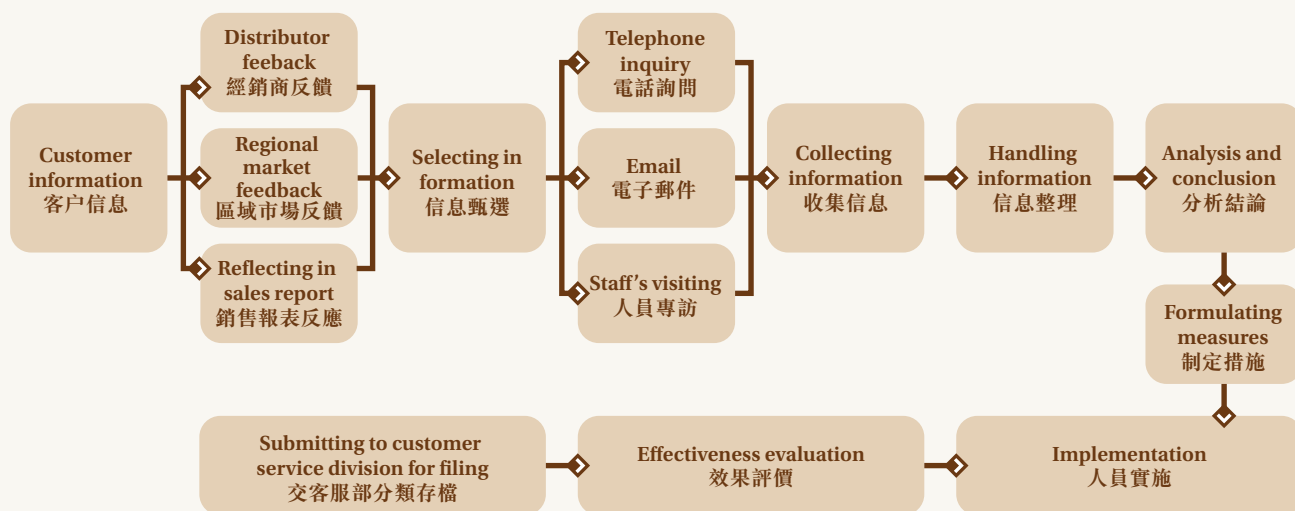 Customer
information
客户信息
Distributor
feeback
經銷商反饋
Regional
market
feedback
區域市場反饋
Reflecting in
sales report
銷售報表反應
Selecting in
formation
信息甄選
Telephone
inquiry
電話詢問
Email
電子郵件
Staff's visiting
人員專訪
Collecting
information
收集信息
Handling
information
信息整理
Analysis and
conclusion
分析結論
Formulating
measures
制定措施
Implementation
人員實施
Effectiveness evaluation
效果評價
Submitting to customer
service division for filing
交客服部分類存檔